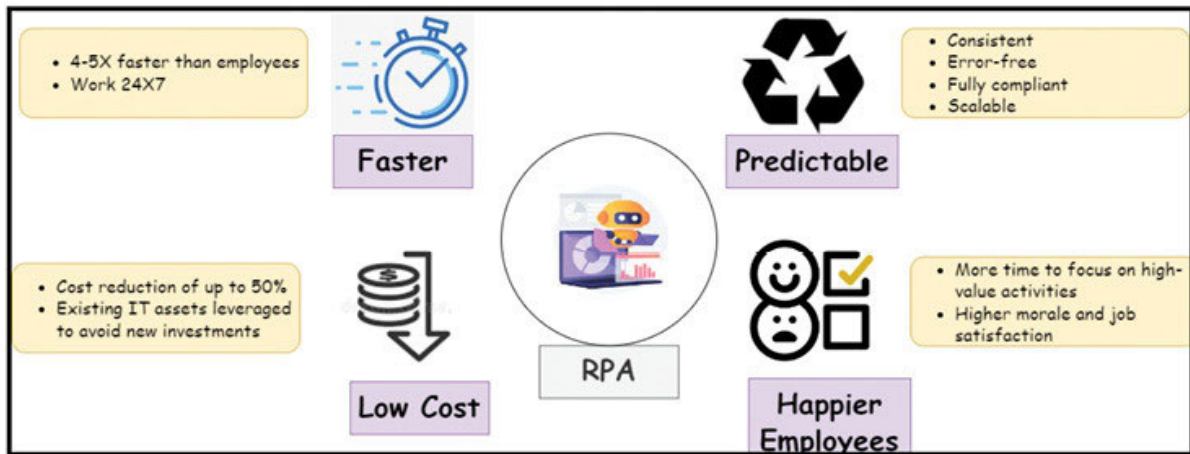 • 4-5X faster than employees
• Work 24X7
Faster
Predictable
• Consistent
• Error-free
• Fully compliant
• Scalable
• Cost reduction of up to 50%
• Existing IT assets leveraged
to avoid new investments
$
Low Cost
RPA
Happier
Employees
• More time to focus on high-
value activities
• Higher morale and job
satisfaction